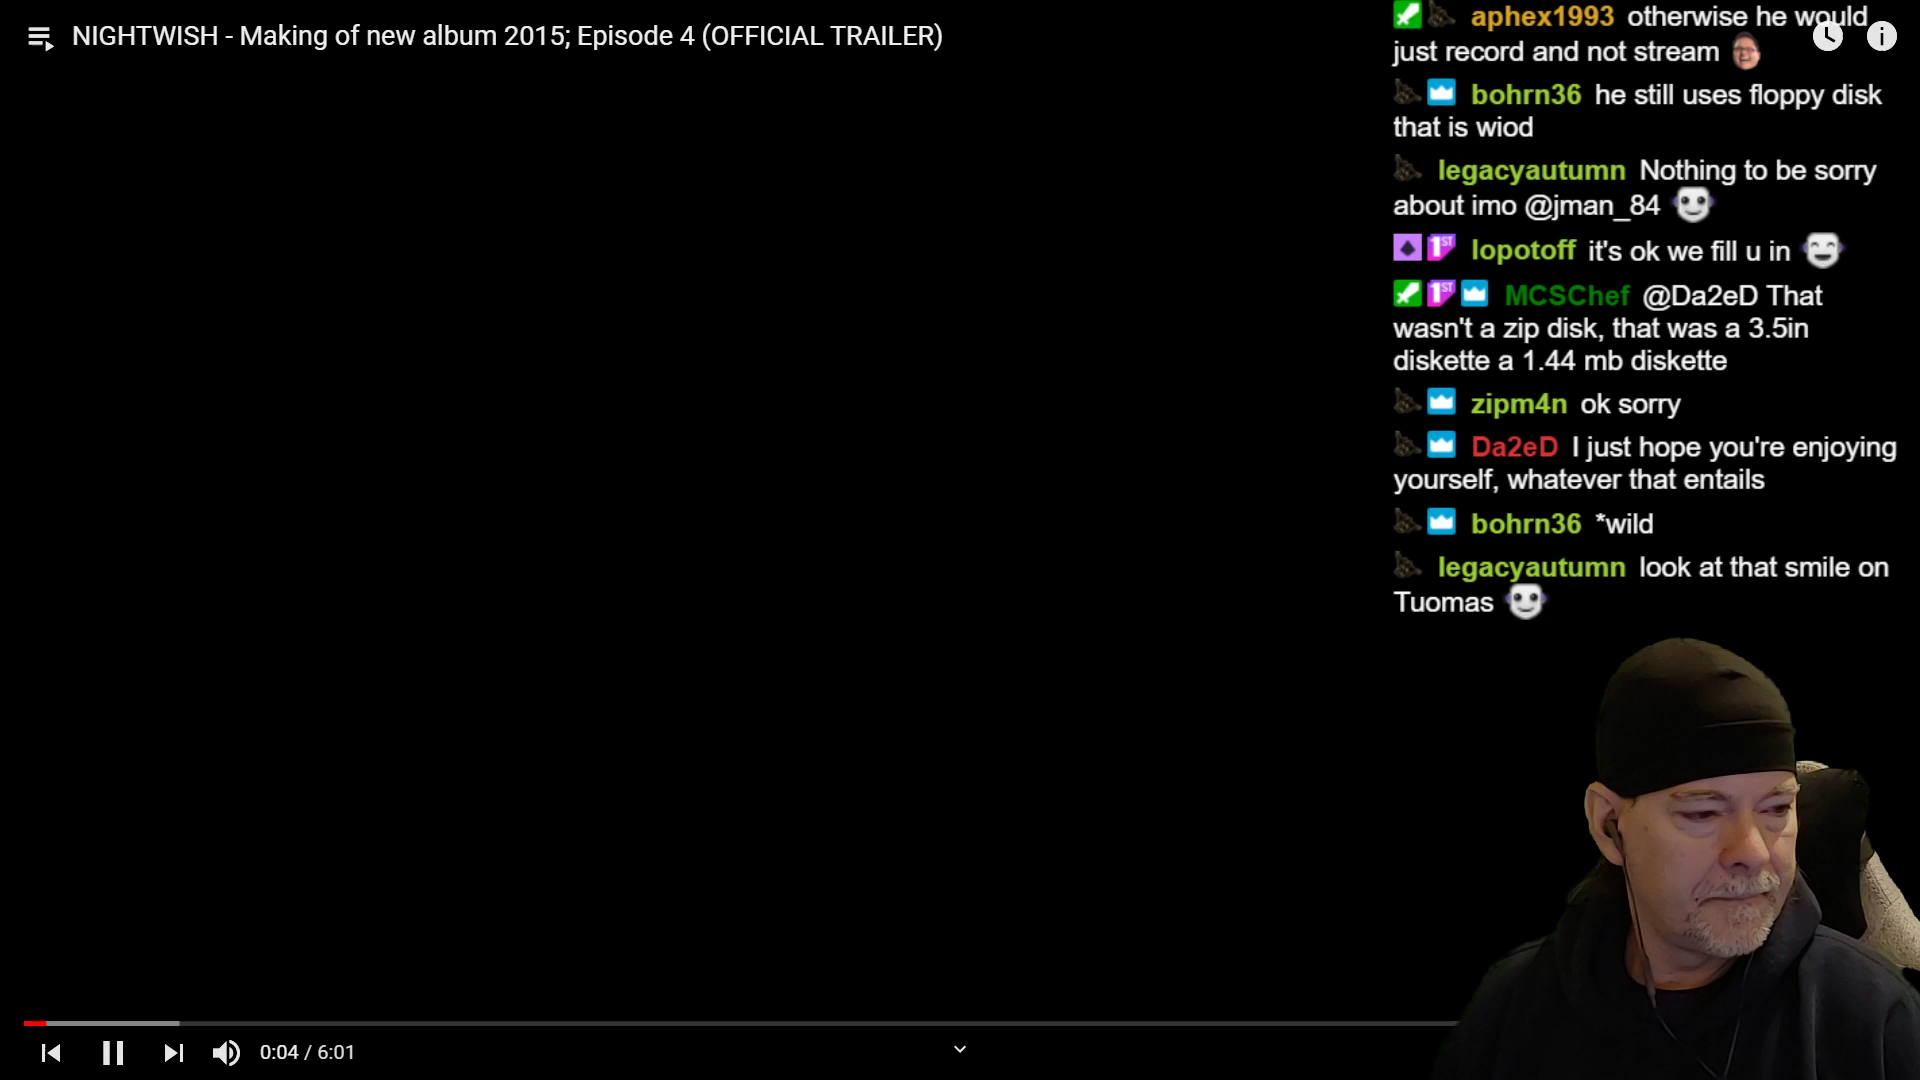 NIGHTWISH - Making of new album 2015; Episode 4 (OFFICIAL TRAILER)
aphex1993 otherwise he would
just record and not stream
bohrn36 he still uses floppy disk
that is wiod
legacyautumn Nothing to be sorry
about imo @jman_84
1ST lopotoff it's ok we fill u in
1ST MCSChef @Da2eD That
wasn't a zip disk, that was a 3.5in
diskette a 1.44 mb diskette
zipm4n ok sorry
Da2eD I just hope you're enjoying
yourself, whatever that entails
bohrn36 *wild
legacyautumn look at that smile on
Tuomas
0:04 / 6:01